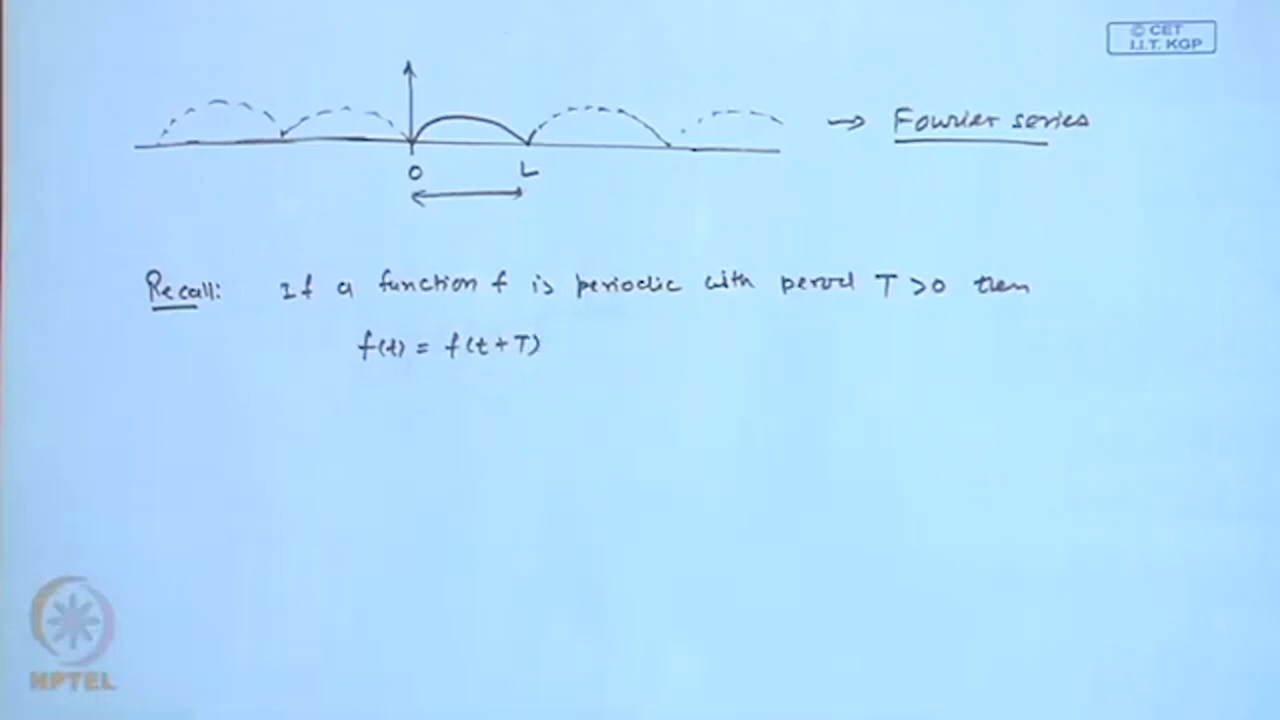 © CET
I.I.T. KGP
→ Fourier series
0 L
Recall: If a function f is periodic with period T > 0 then
f(t) = f(t + T)
NPTEL